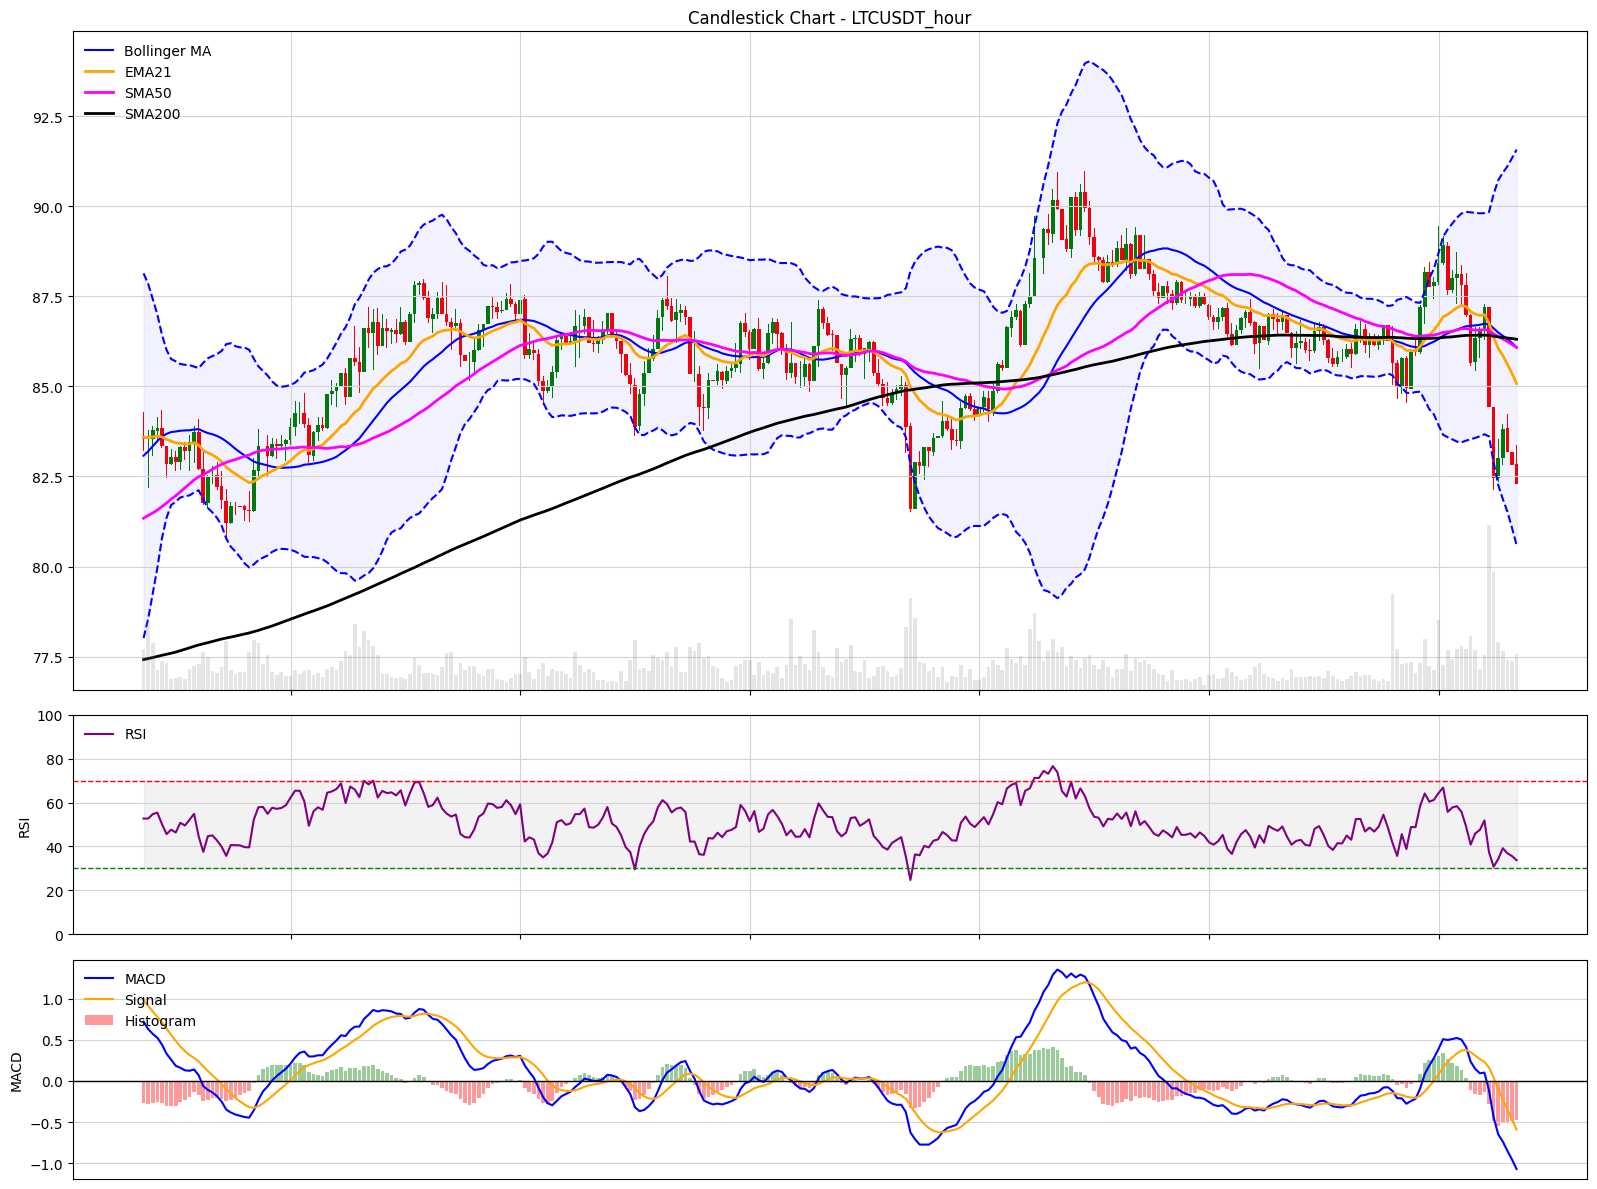 Candlestick Chart - LTCUSDT_hour
Bollinger MA
EMA21
SMA50
SMA200
92.5
90.0
87.5
85.0
82.5
80.0
77.5
RSI
100
80
60
40
20
0
RSI
MACD
Signal
Histogram
1.0
0.5
0.0
−0.5
−1.0
MACD